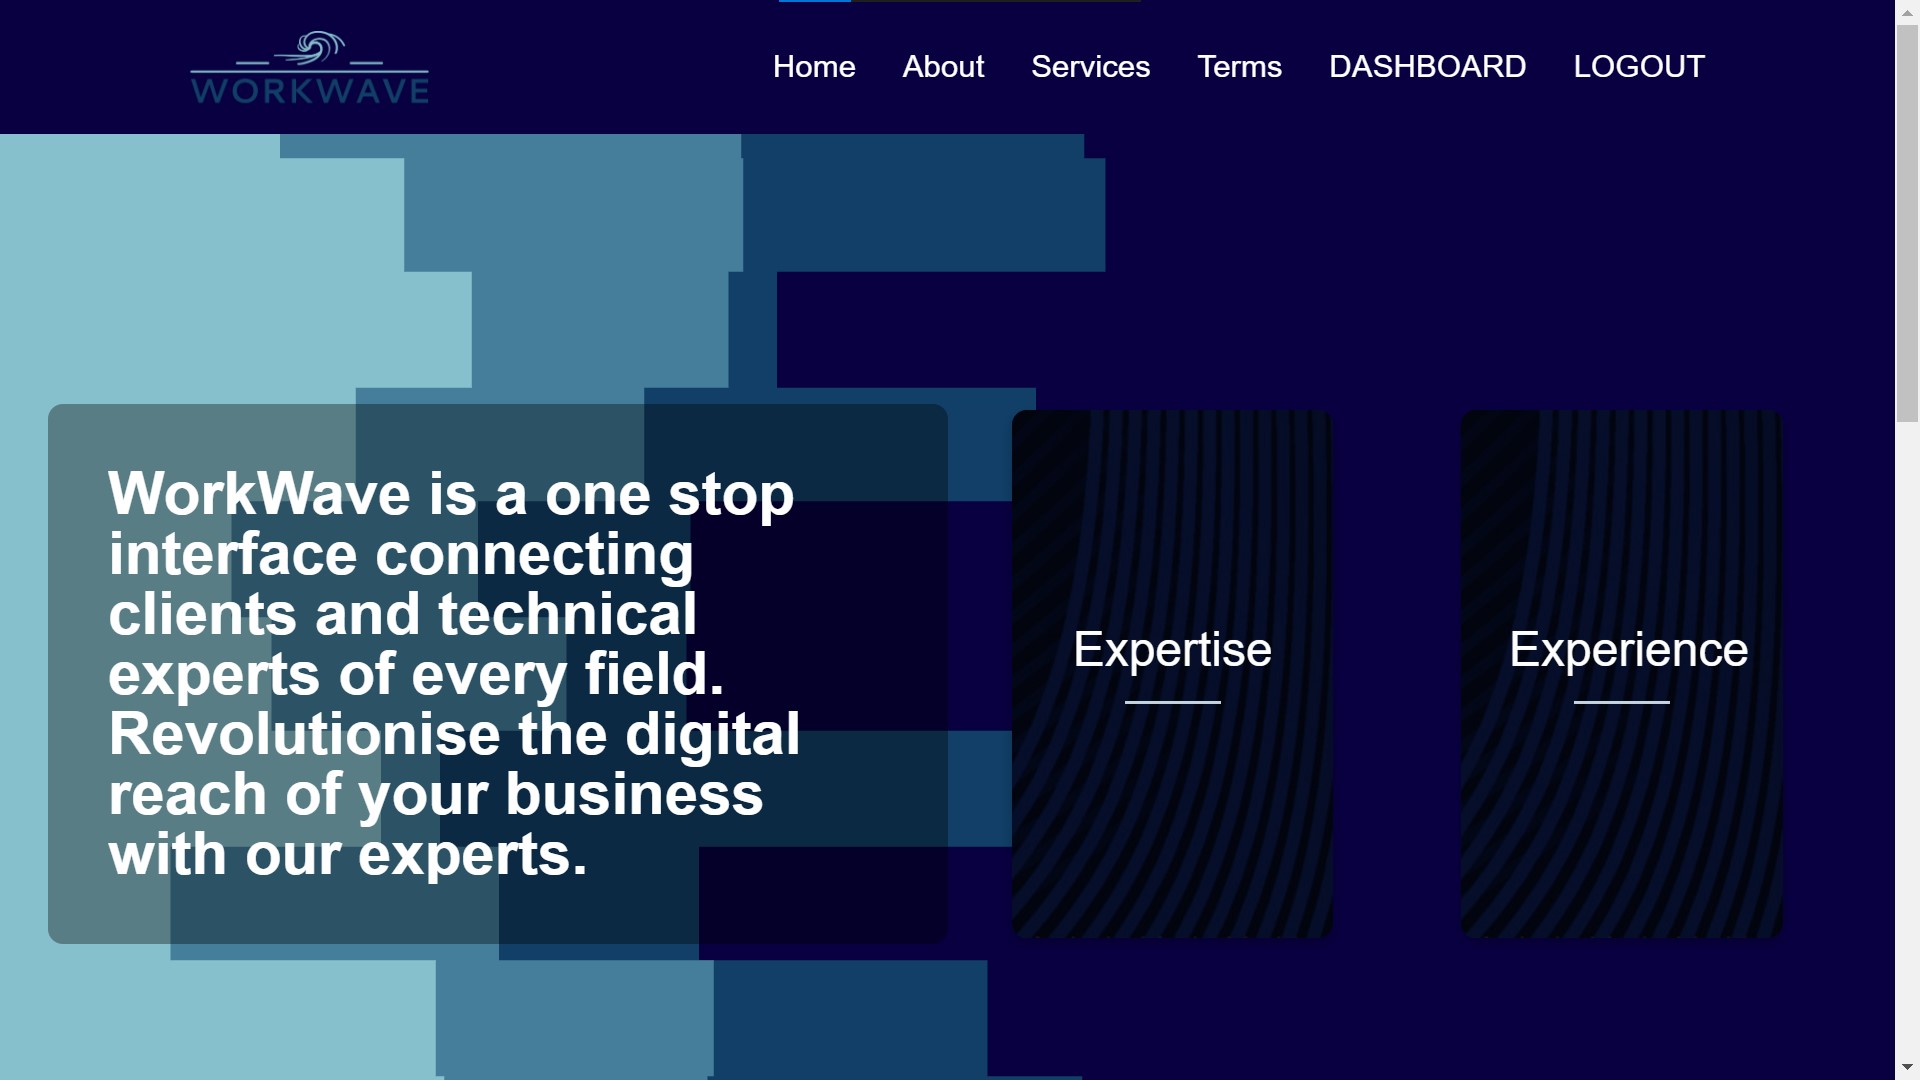 WORKWAVE
Home About Services Terms DASHBOARD LOGOUT
WorkWave is a one stop
interface connecting
clients and technical
experts of every field.
Revolutionise the digital
reach of your business
with our experts.
Expertise
Experience